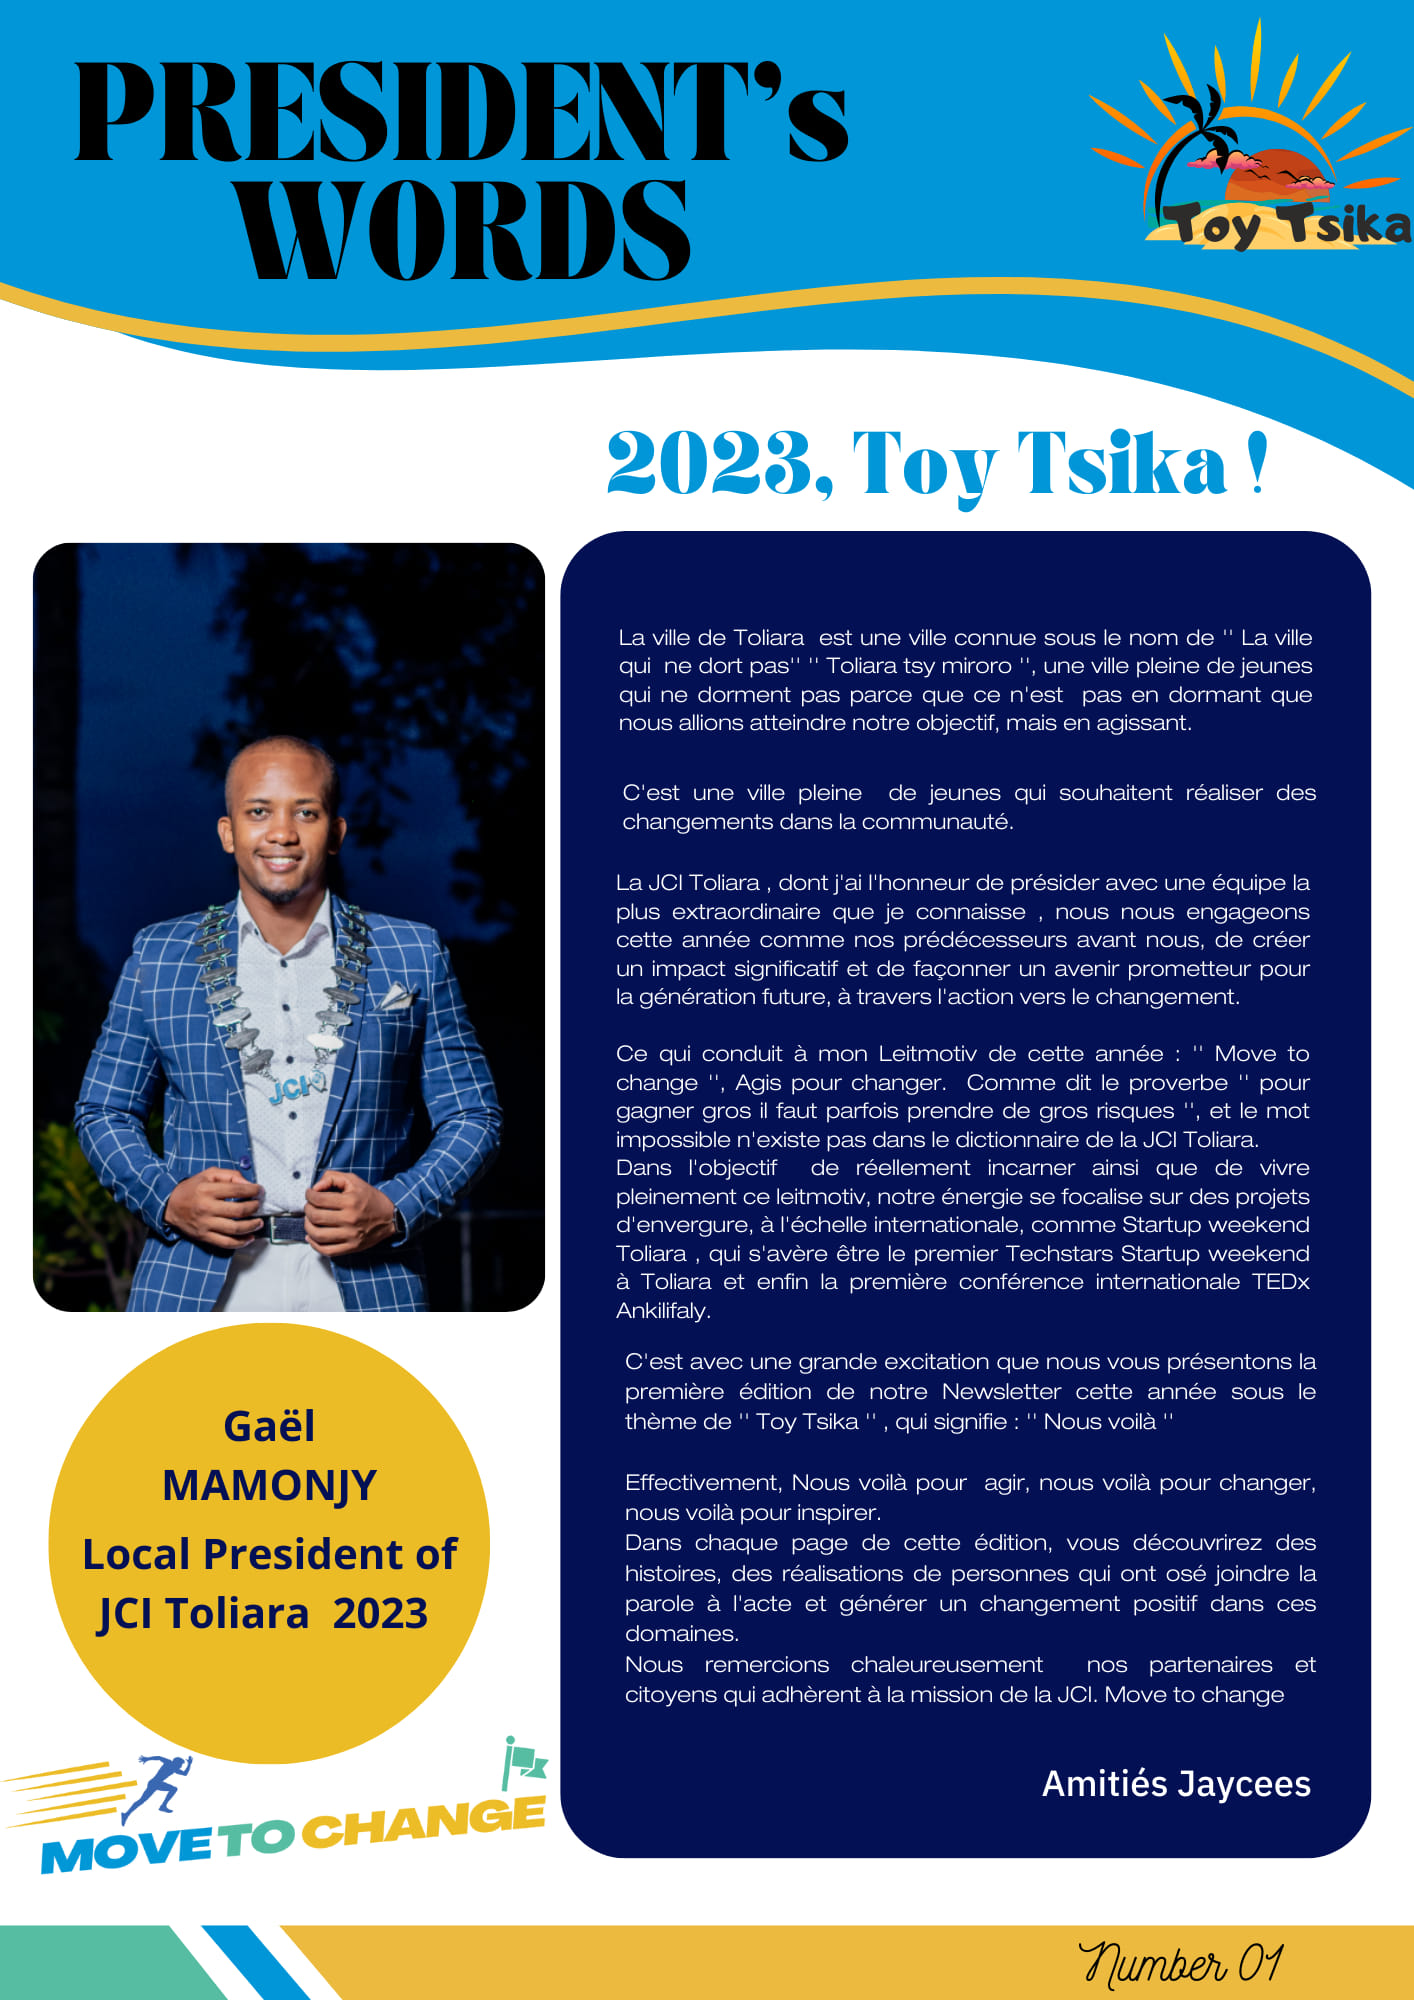 PRESIDENT's
WORDS
Toy Tsika
2023, Toy Tsika !
La ville de Toliara est une ville connue sous le nom de '' La ville
qui ne dort pas'' '' Toliara tsy miroro '', une ville pleine de jeunes
qui ne dorment pas parce que ce n'est pas en dormant que
nous allions atteindre notre objectif, mais en agissant.
C'est une ville pleine de jeunes qui souhaitent réaliser des
changements dans la communauté.
La JCI Toliara , dont j'ai l'honneur de présider avec une équipe la
plus extraordinaire que je connaisse , nous nous engageons
cette année comme nos prédécesseurs avant nous, de créer
un impact significatif et de façonner un avenir prometteur pour
la génération future, à travers l'action vers le changement.
Ce qui conduit à mon Leitmotiv de cette année : '' Move to
change '', Agis pour changer. Comme dit le proverbe '' pour
gagner gros il faut parfois prendre de gros risques '', et le mot
impossible n'existe pas dans le dictionnaire de la JCI Toliara.
Dans l'objectif de réellement incarner ainsi que de vivre
pleinement ce leitmotiv, notre énergie se focalise sur des projets
d'envergure, à l'échelle internationale, comme Startup weekend
Toliara , qui s'avère être le premier Techstars Startup weekend
à Toliara et enfin la première conférence internationale TEDx
Ankilifaly.
C'est avec une grande excitation que nous vous présentons la
première édition de notre Newsletter cette année sous le
thème de '' Toy Tsika '' , qui signifie : '' Nous voilà ''
Effectivement, Nous voilà pour agir, nous voilà pour changer,
nous voilà pour inspirer.
Dans chaque page de cette édition, vous découvrirez des
histoires, des réalisations de personnes qui ont osé joindre la
parole à l'acte et générer un changement positif dans ces
domaines.
Nous remercions chaleureusement nos partenaires et
citoyens qui adhèrent à la mission de la JCI. Move to change
Amitiés Jaycees
JCI
Gaël
MAMONJY
Local President of
JCI Toliara 2023
MOVE TO CHANGE
Number 01